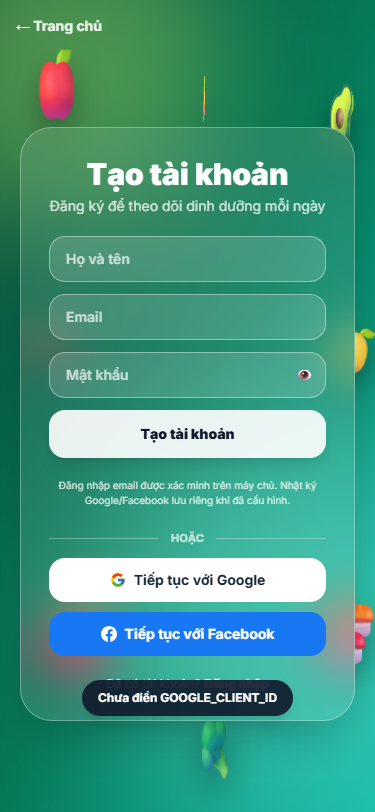 ←Trang chủ
Tạo tài khoản
Đăng ký để theo dõi dinh dưỡng mỗi ngày
Họ và tên
Email
Mật khẩu
Tạo tài khoản
Đăng nhập email được xác minh trên máy chủ. Nhật ký
Google/Facebook lưu riêng khi đã cấu hình.
HOẶC
Tiếp tục với Google
Tiếp tục với Facebook
Chưa điền GOOGLE_CLIENT_ID